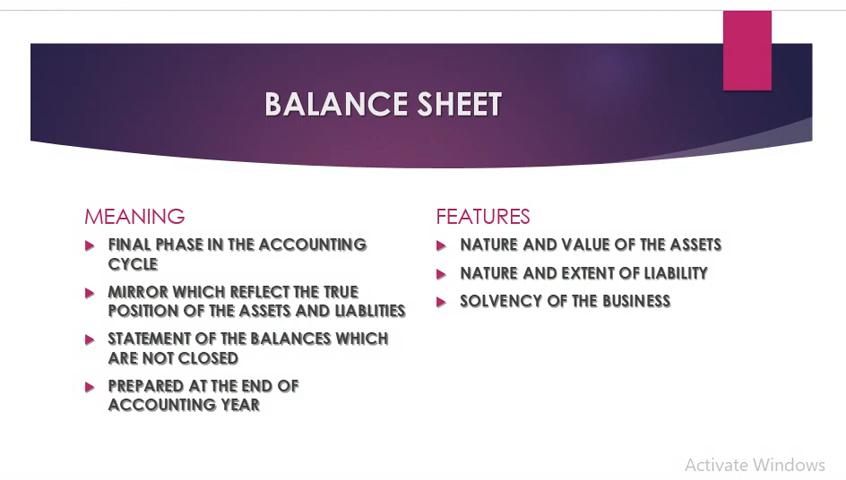 BALANCE SHEET
MEANING
FINAL PHASE IN THE ACCOUNTING
CYCLE
MIRROR WHICH REFLECT THE TRUE
POSITION OF THE ASSETS AND LIABLITIES
STATEMENT OF THE BALANCES WHICH
ARE NOT CLOSED
PREPARED AT THE END OF
ACCOUNTING YEAR
FEATURES
NATURE AND VALUE OF THE ASSETS
NATURE AND EXTENT OF LIABILITY
SOLVENCY OF THE BUSINESS
Activate Windows